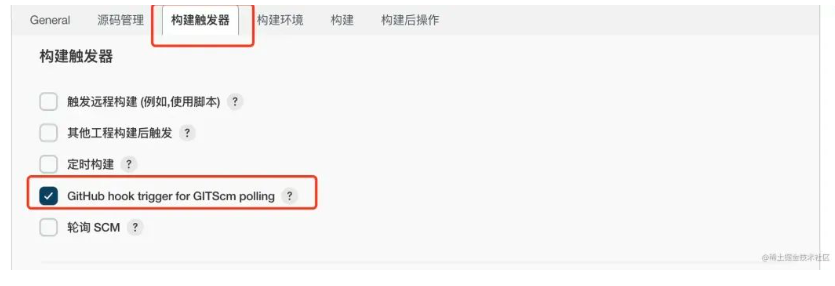 General 源码管理 构建触发器 构建环境 构建 构建后操作
构建触发器
触发远程构建 (例如,使用脚本) ?
其他工程构建后触发 ?
定时构建 ?
GitHub hook trigger for GITScm polling ?
轮询 SCM ?
@稀土掘金技术社区